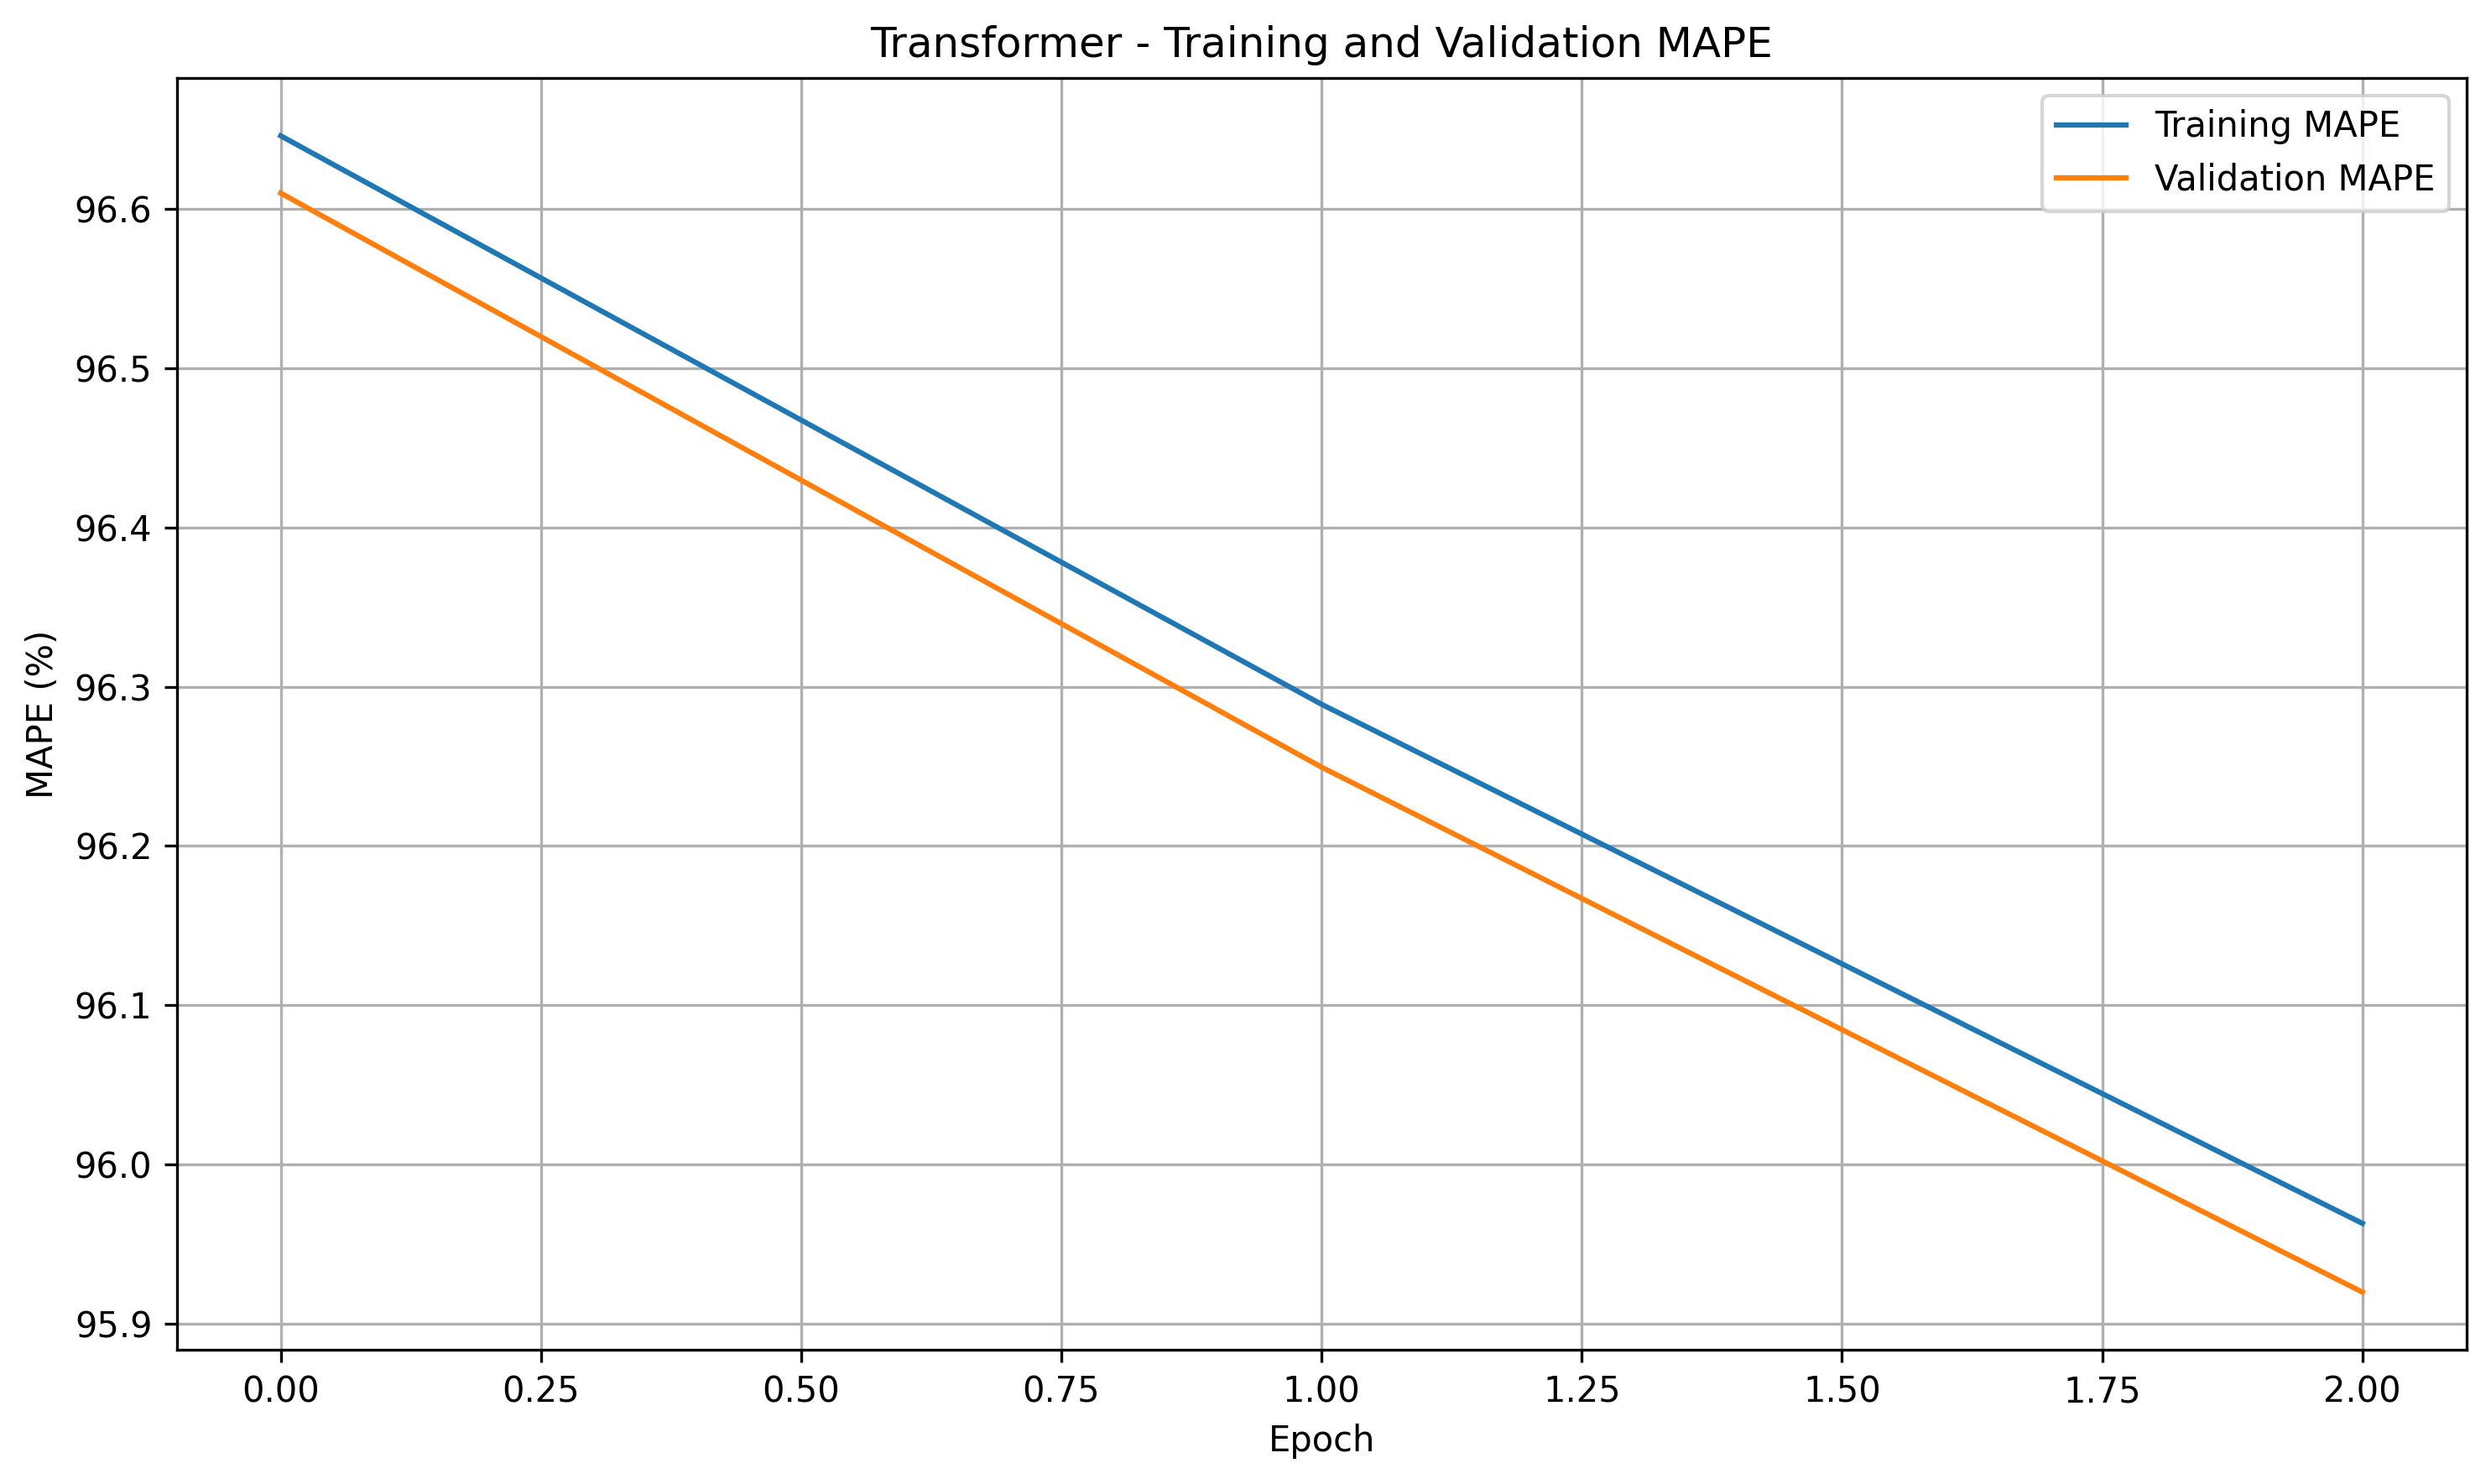 Transformer - Training and Validation MAPE
Training MAPE
Validation MAPE
MAPE (%)
96.6
96.5
96.4
96.3
96.2
96.1
96.0
95.9
0.00 0.25 0.50 0.75 1.00 1.25 1.50 1.75 2.00
Epoch